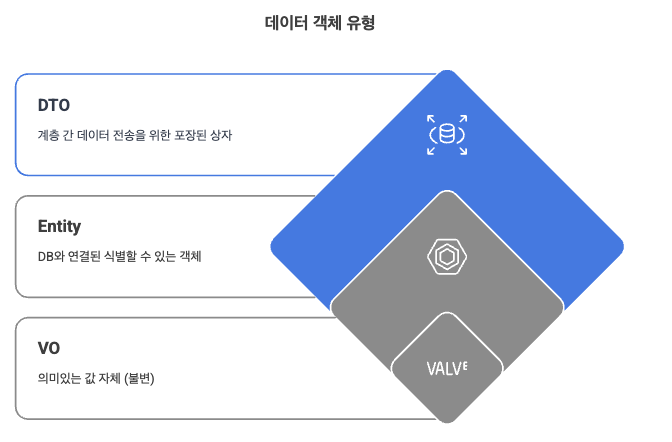 데이터 객체 유형
DTO
계층 간 데이터 전송을 위한 포장된 상자
Entity
DB와 연결된 식별할 수 있는 객체
VO
의미있는 값 자체 (불변)
VALVE